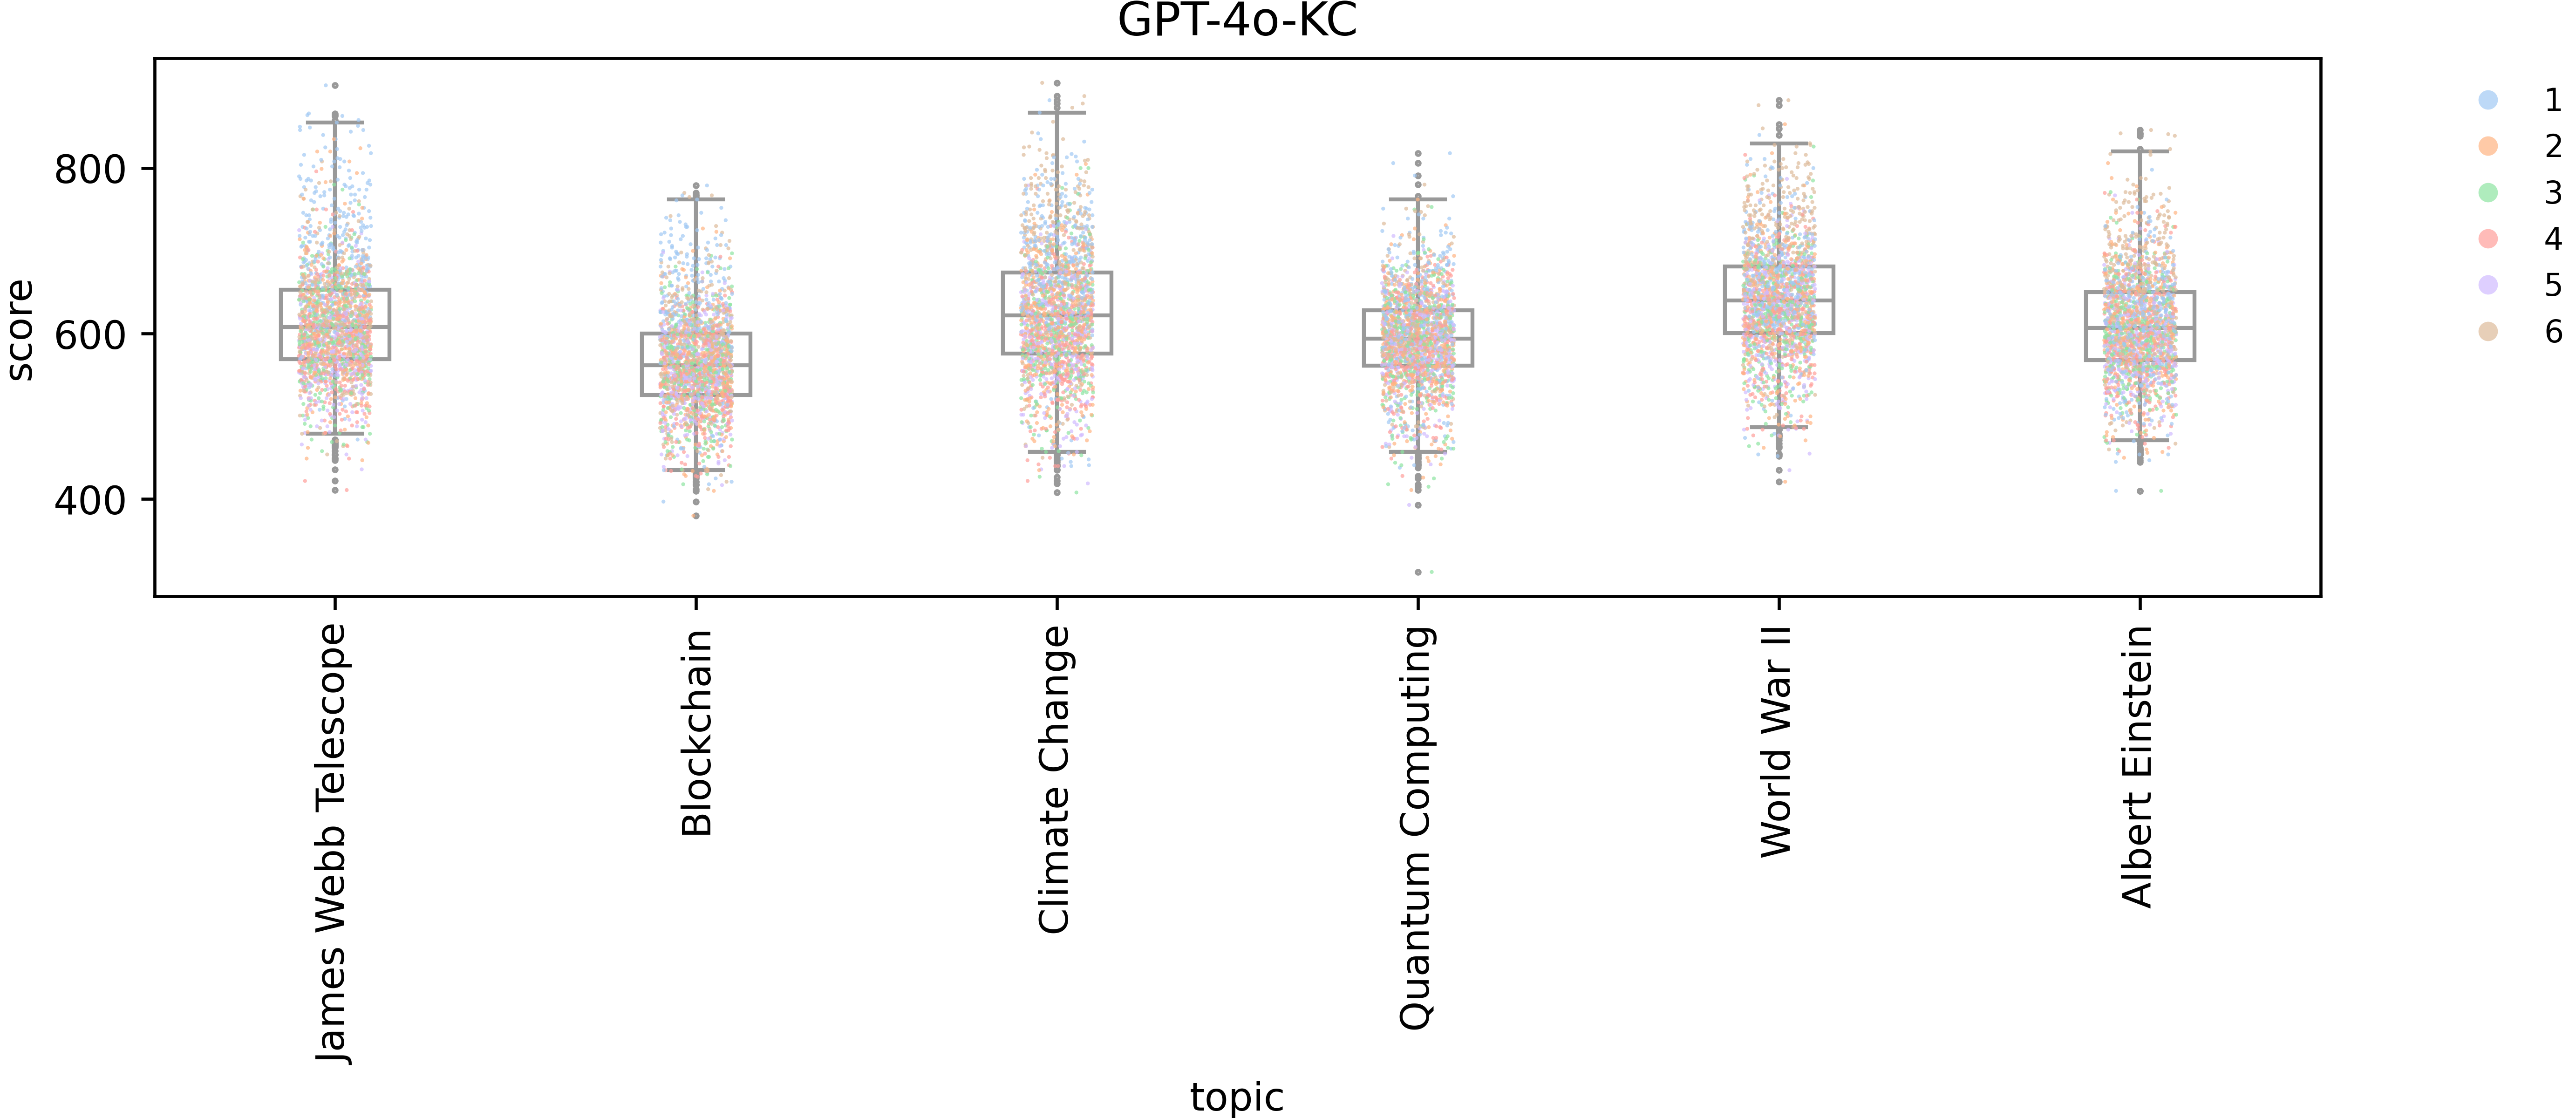 GPT-4o-KC
score
800
600
400
1
2
3
4
5
6
James Webb Telescope
Blockchain
Climate Change
Quantum Computing
World War II
Albert Einstein
topic